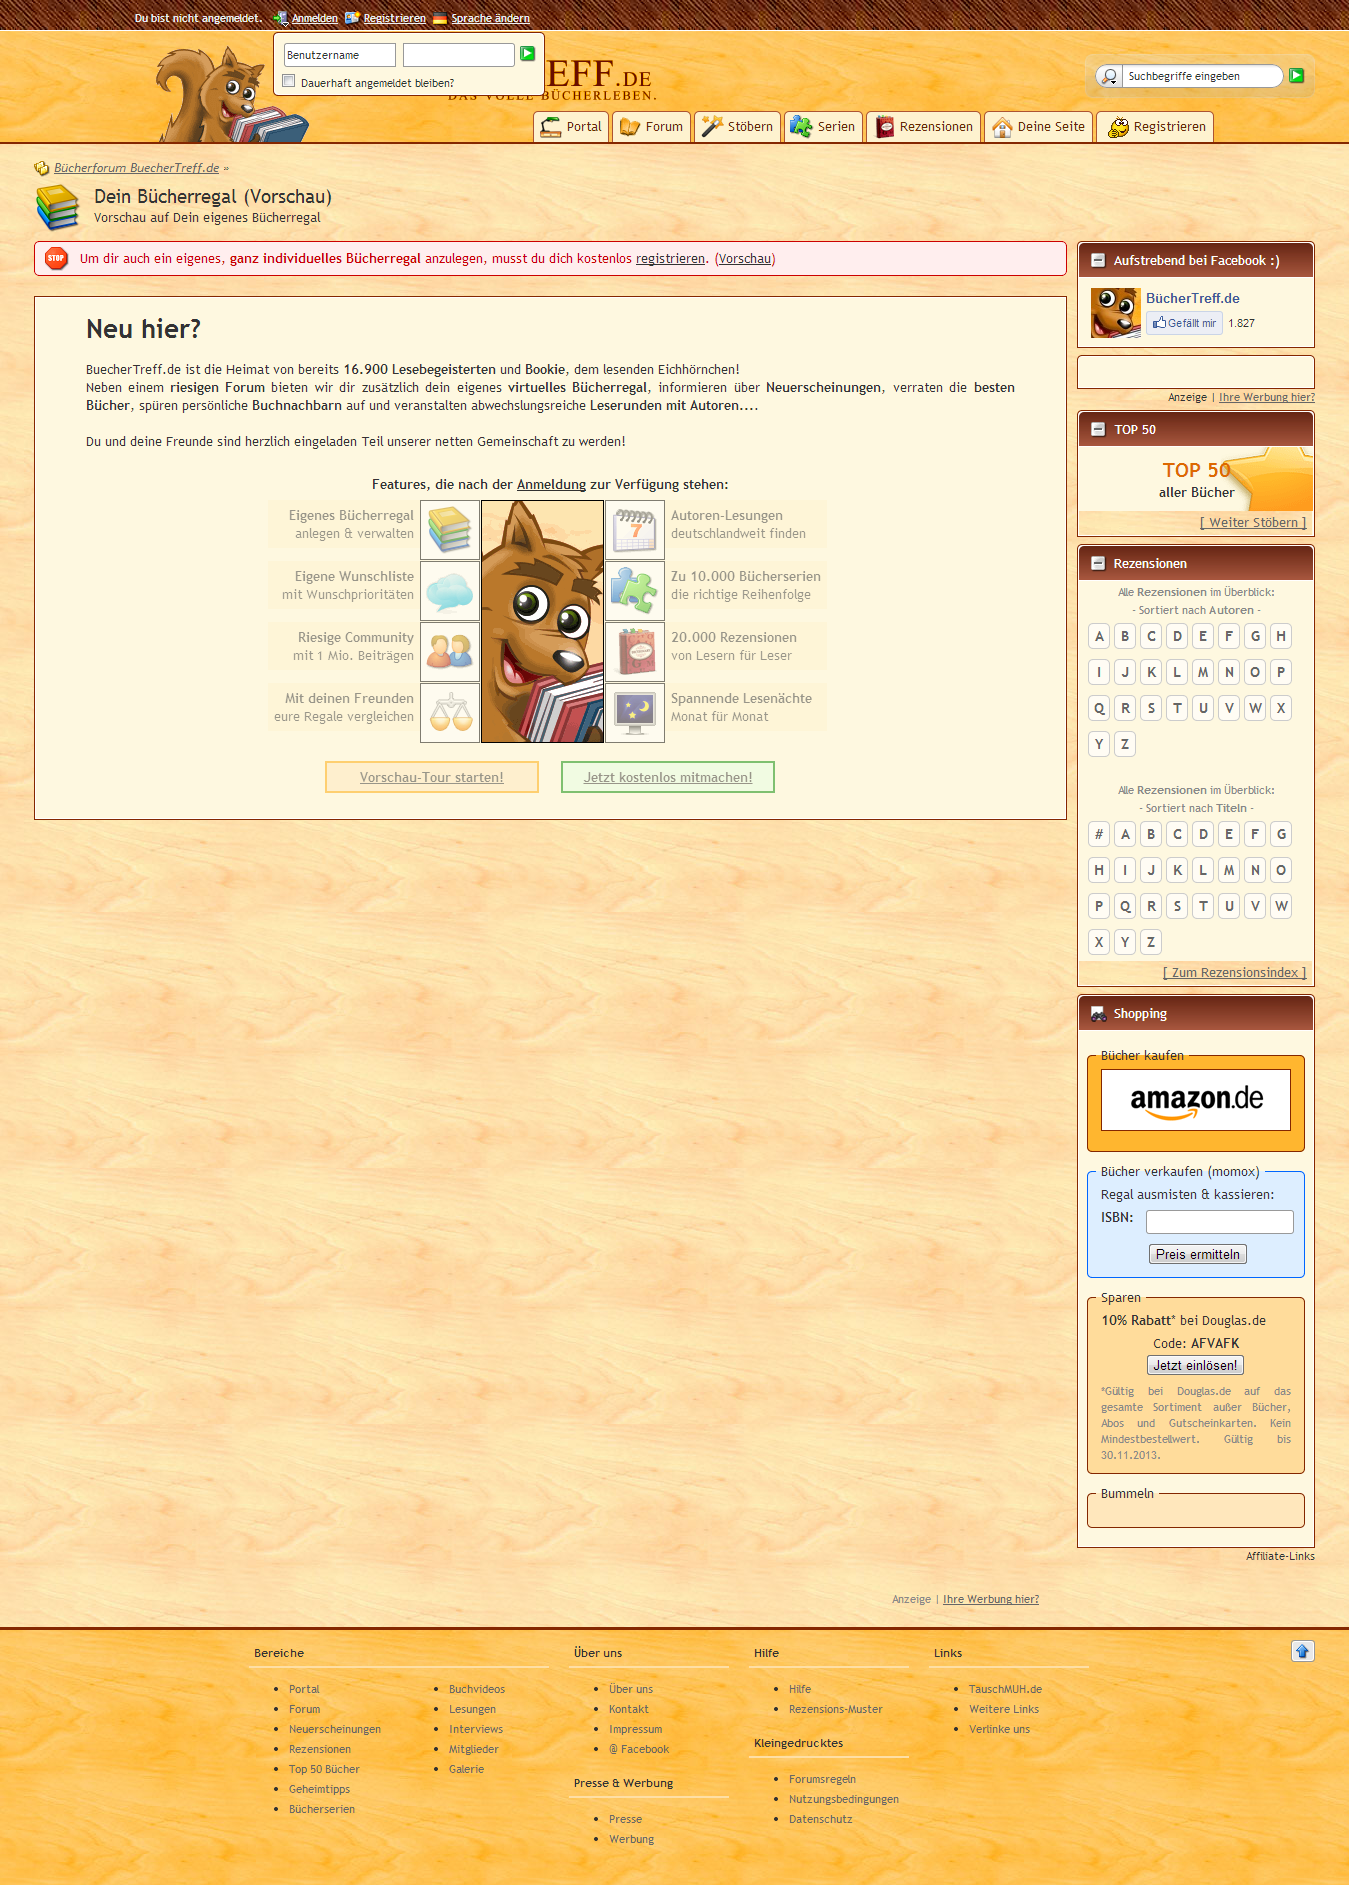 Du bist nicht angemeldet. Anmelden Registrieren Sprache ändern
Benutzername
Dauerhaft angemeldet bleiben?
EFF.DE
DAS VOLLE BÜCHERLEBEN.
Suchbegriffe eingeben
Portal Forum Stöbern Serien Rezensionen Deine Seite Registrieren
Bücherforum BuecherTreff.de »
Dein Bücherregal (Vorschau)
Vorschau auf Dein eigenes Bücherregal
STOP Um dir auch ein eigenes, ganz individuelles Bücherregal anzulegen, musst du dich kostenlos registrieren. (Vorschau)
Neu hier?
BuecherTreff.de ist die Heimat von bereits 16.900 Lesebegeisterten und Bookie, dem lesenden Eichhörnchen!
Neben einem riesigen Forum bieten wir dir zusätzlich dein eigenes virtuelles Bücherregal, informieren über Neuerscheinungen, verraten die besten
Bücher, spüren persönliche Buchnachbarn auf und veranstalten abwechslungsreiche Leserunden mit Autoren....
Du und deine Freunde sind herzlich eingeladen Teil unserer netten Gemeinschaft zu werden!
Features, die nach der Anmeldung zur Verfügung stehen:
Eigenes Bücherregal
anlegen & verwalten
Eigene Wunschliste
mit Wunschprioritäten
Riesige Community
mit 1 Mio. Beiträgen
Mit deinen Freunden
eure Regale vergleichen
7
Autoren-Lesungen
deutschlandweit finden
Zu 10.000 Bücherserien
die richtige Reihenfolge
20.000 Rezensionen
von Lesern für Leser
Spannende Lesenächte
Monat für Monat
Vorschau-Tour starten! Jetzt kostenlos mitmachen!
Aufstrebend bei Facebook :)
BücherTreff.de
Gefällt mir 1.827
Anzeige | Ihre Werbung hier?
TOP 50
TOP 50
aller Bücher
[ Weiter Stöbern ]
Rezensionen
Alle Rezensionen im Überblick:
- Sortiert nach Autoren -
A B C D E F G H
I J K L M N O P
Q R S T U V W X
Y Z
Alle Rezensionen im Überblick:
- Sortiert nach Titeln -
# A B C D E F G
H I J K L M N O
P Q R S T U V W
X Y Z
[ Zum Rezensionsindex ]
Shopping
Bücher kaufen
amazon.de
Bücher verkaufen (momox)
Regal ausmisten & kassieren:
ISBN:
Preis ermitteln
Sparen
10% Rabatt* bei Douglas.de
Code: AFVAFK
Jetzt einlösen!
*Gültig bei Douglas.de auf das
gesamte Sortiment außer Bücher,
Abos und Gutscheinkarten. Kein
Mindestbestellwert. Gültig bis
30.11.2013.
Bummeln
Affiliate-Links
Anzeige | Ihre Werbung hier?
Bereiche
Portal
Forum
Neuerscheinungen
Rezensionen
Top 50 Bücher
Geheimtipps
Bücherserien
Buchvideos
Lesungen
Interviews
Mitglieder
Galerie
Über uns
Über uns
Kontakt
Impressum
@ Facebook
Presse & Werbung
Presse
Werbung
Hilfe
Hilfe
Rezensions-Muster
Kleingedrucktes
Forumsregeln
Nutzungsbedingungen
Datenschutz
Links
TauschMUH.de
Weitere Links
Verlinke uns